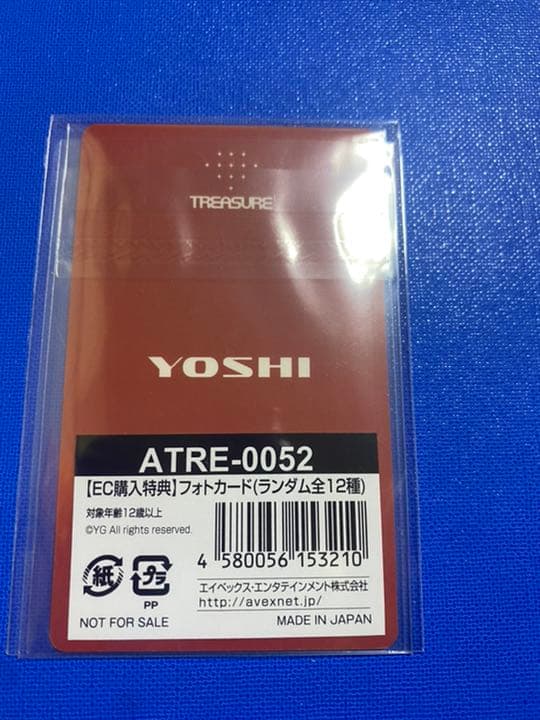 TREASURE
YOSHI
ATRE-0052
【EC購入特典】フォトカード(ランダム全12種)
対象年齢12歳以上
©YG All rights reserved.
4 580056 153210
紙 プラ
PP
エイベックス・エンタテインメント株式会社
http://avexnet.jp/
NOT FOR SALE
MADE IN JAPAN